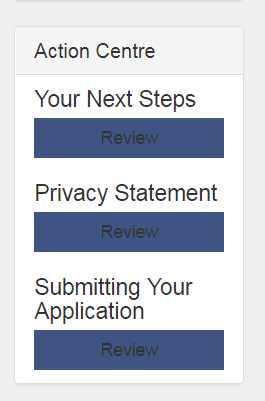 Action Centre
Your Next Steps
Review
Privacy Statement
Review
Submitting Your
Application
Review